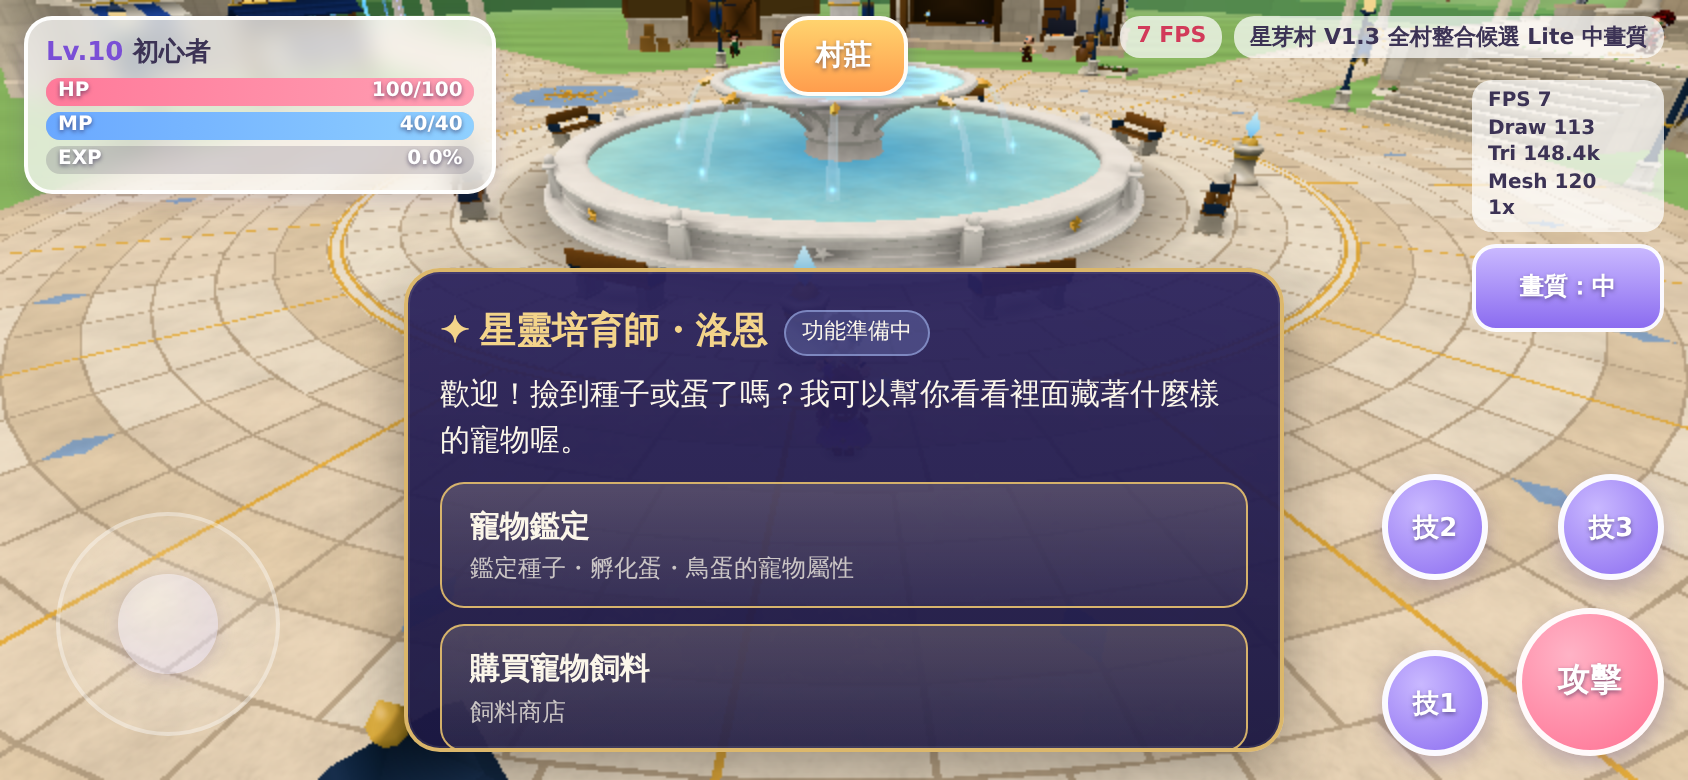 Lv.10 初心者
HP 100/100
MP 40/40
EXP 0.0%
村莊
7 FPS
星芽村 V1.3 全村整合候選 Lite 中畫質
FPS 7
Draw 113
Tri 148.4k
Mesh 120
1x
畫質：中
✦ 星靈培育師・洛恩
功能準備中
歡迎！撿到種子或蛋了嗎？我可以幫你看看裡面藏著什麼樣
的寵物喔。
寵物鑑定
鑑定種子・孵化蛋・鳥蛋的寵物屬性
購買寵物飼料
飼料商店
技2
技3
技1
攻擊